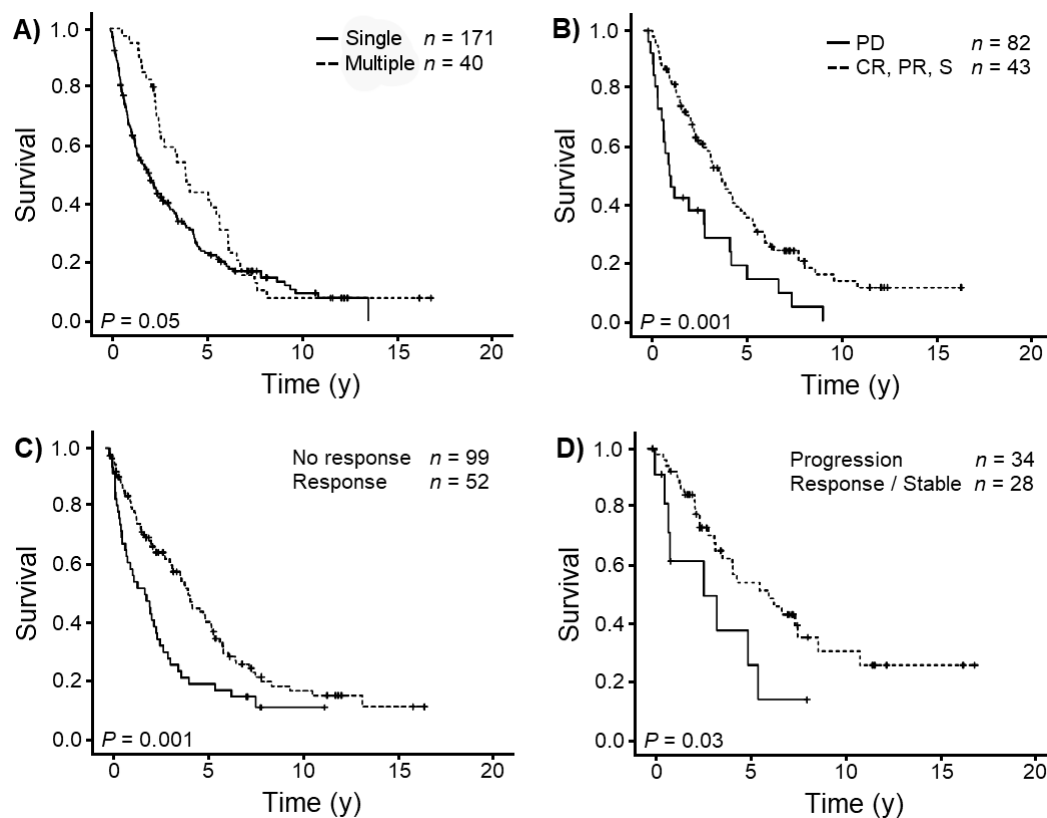 A)
Single n = 171
Multiple n = 40
Survival
1.0
0.8
0.6
0.4
0.2
0.0
P = 0.05
0 5 10 15 20
Time (y)
B)
PD n = 82
CR, PR, S n = 43
Survival
1.0
0.8
0.6
0.4
0.2
0.0
P = 0.001
0 5 10 15 20
Time (y)
C)
No response n = 99
Response n = 52
Survival
1.0
0.8
0.6
0.4
0.2
0.0
P = 0.001
0 5 10 15 20
Time (y)
D)
Progression n = 34
Response / Stable n = 28
Survival
1.0
0.8
0.6
0.4
0.2
0.0
P = 0.03
0 5 10 15 20
Time (y)